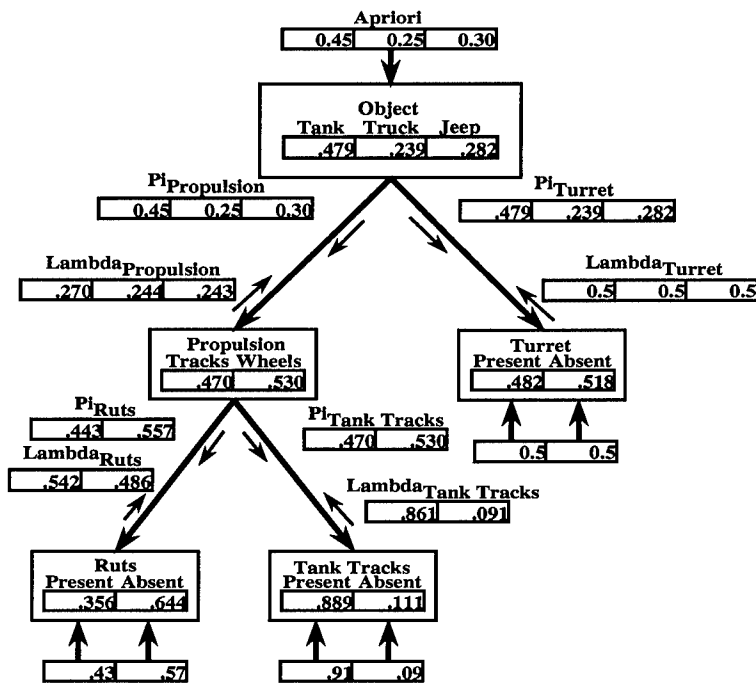 Apriori
0.45 0.25 0.30
Object
Tank Truck Jeep
.479 .239 .282
PiPropulsion
0.45 0.25 0.30
PiTurret
.479 .239 .282
LambdaPropulsion
.270 .244 .243
LambdaTurret
0.5 0.5 0.5
Propulsion
Tracks Wheels
.470 .530
Turret
Present Absent
.482 .518
PiRuts
.443 .557
PiTank Tracks
.470 .530
0.5 0.5
LambdaRuts
.542 .486
LambdaTank Tracks
.861 .091
Ruts
Present Absent
.356 .644
Tank Tracks
Present Absent
.889 .111
.43 .57
.91 .09